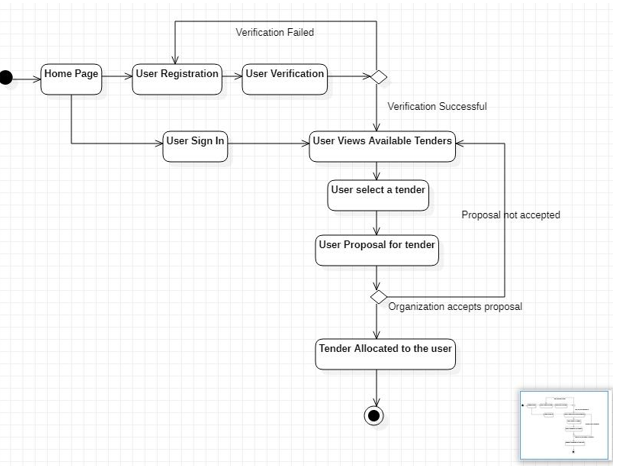 Verification Failed
Home Page
User Registration
User Verification
Verification Successful
User Sign In
User Views Available Tenders
User select a tender
Proposal not accepted
User Proposal for tender
Organization accepts proposal
Tender Allocated to the user